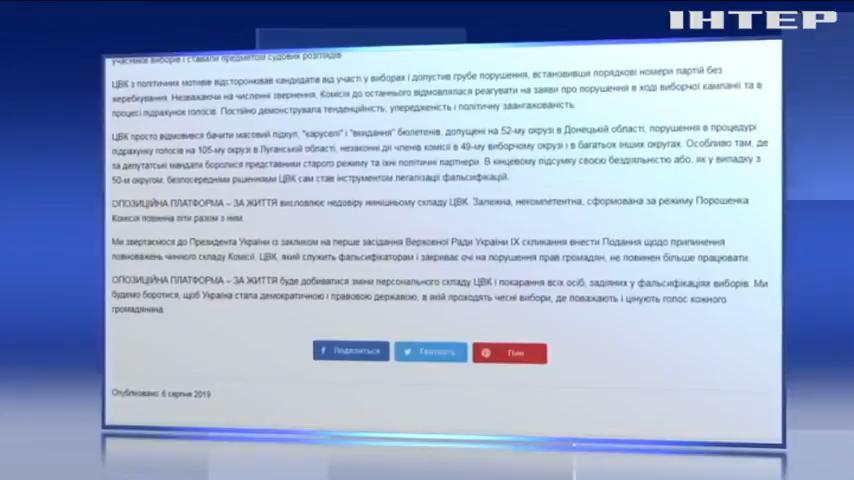 ІНТЕР
учасників виборів і ставали предметом судових розглядів
ЦВК з політичних мотивів відсторонював кандидатів від участі у виборах і допустив грубе порушення, встановивши порядкові номери партій без
жеребкування. Незважаючи на численні звернення, Комісія до останнього відмовлялася реагувати на заяви про порушення в ході виборчої кампанії та в
процесі підрахунок голосів. Постійно демонструвала тенденційність, упередженість і політичну заангажованість.
ЦВК просто відмовився бачити масовий підкуп, "каруселі" і "вкидання" бюлетенів, допущені на 52-му окрузі в Донецькій області, порушення в процедурі
підрахунку голосів на 105-му окрузі в Луганській області, незаконні дії членів комісії в 49-му виборчому окрузі і в багатьох інших округах. Особливо там, де
за депутатські мандати боролися представники старого режиму та їхні політичні партнери. В кінцевому підсумку своєю бездіяльністю або, як у випадку з
50-м округом, безпосередніми рішеннями ЦВК сам став інструментом легалізації фальсифікацій.
ОПОЗИЦІЙНА ПЛАТФОРМА – ЗА ЖИТТЯ висловлює недовіру нинішньому складу ЦВК. Залежна, некомпетентна, сформована за режиму Порошенка
Комісія повинна піти разом з ним.
Ми звертаємося до Президента України із закликом на перше засідання Верховної Ради України IX скликання внести Подання щодо припинення
повноважень чинного складу Комісії. ЦВК, який служить фальсифікаторам і закриває очі на порушення прав громадян, не повинен більше працювати.
ОПОЗИЦІЙНА ПЛАТФОРМА – ЗА ЖИТТЯ буде добиватися зміни персонального складу ЦВК і покарання всіх осіб, задіяних у фальсифікаціях виборів. Ми
будемо боротися, щоб Україна стала демократичною і правовою державою, в якій проходять чесні вибори, де поважають і цінують голос кожного
громадянина.
Поділиться Твитнуть Пин
Опубліковано: 6 серпня 2019